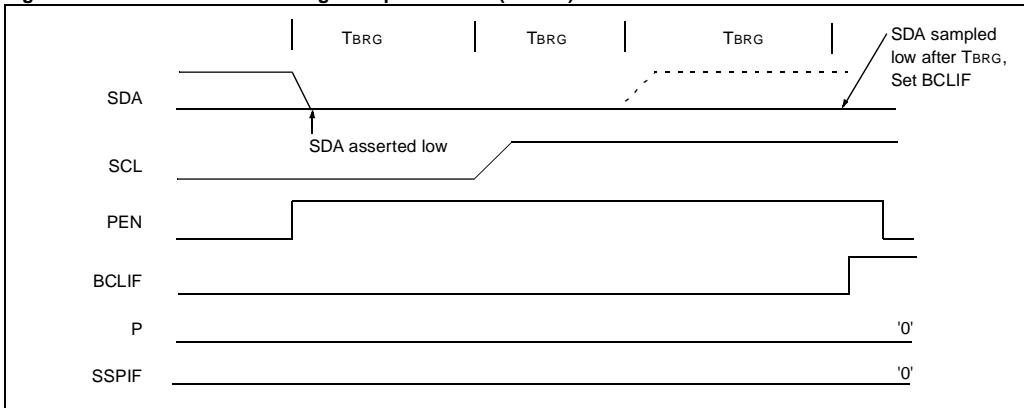 TBRG TBRG TBRG
SDA sampled
low after TBRG,
Set BCLIF
SDA
SDA asserted low
SCL
PEN
BCLIF
P '0'
SSPIF '0'